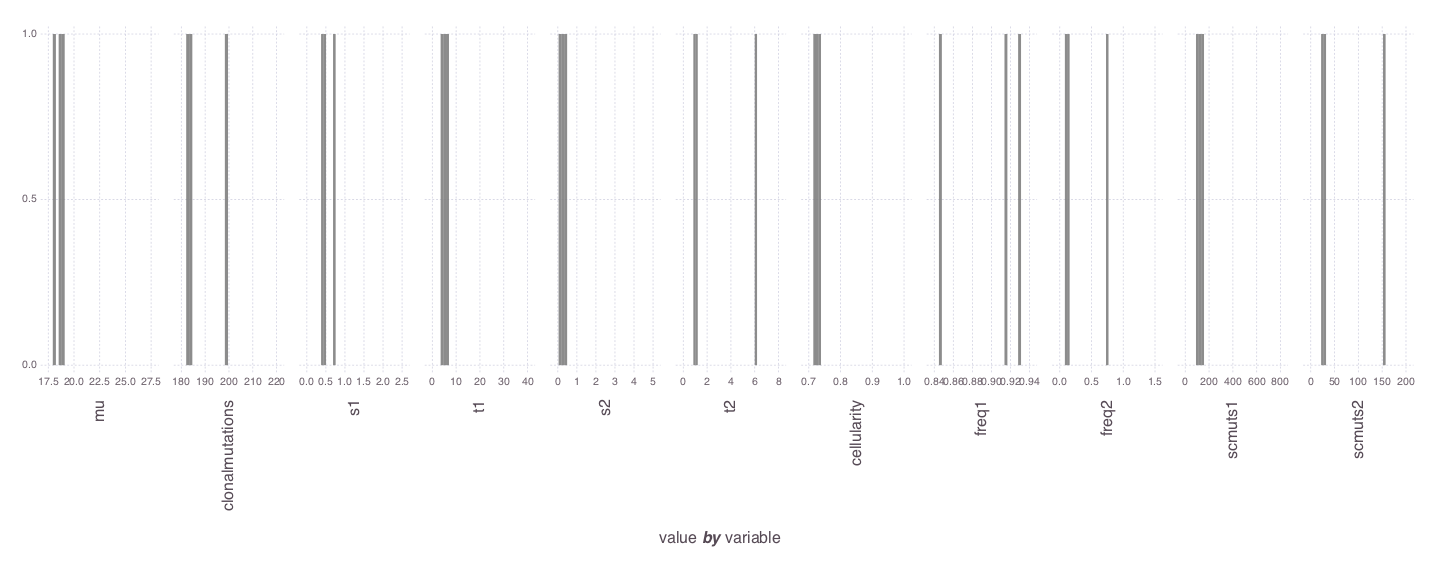 1.0
0.5
0.0
17.5 20.0 22.5 25.0 27.5 180 190 200 210 220 0.0 0.5 1.0 1.5 2.0 2.5 0 10 20 30 40 0 1 2 3 4 5 0 2 4 6 8 0.7 0.8 0.9 1.0 0.84 0.86 0.88 0.90 0.92 0.94 0.0 0.5 1.0 1.5 0 200 400 600 800 0 50 100 150 200
mu
clonalmutations
s1
t1
s2
t2
cellularity
freq1
freq2
scmuts1
scmuts2
value by variable